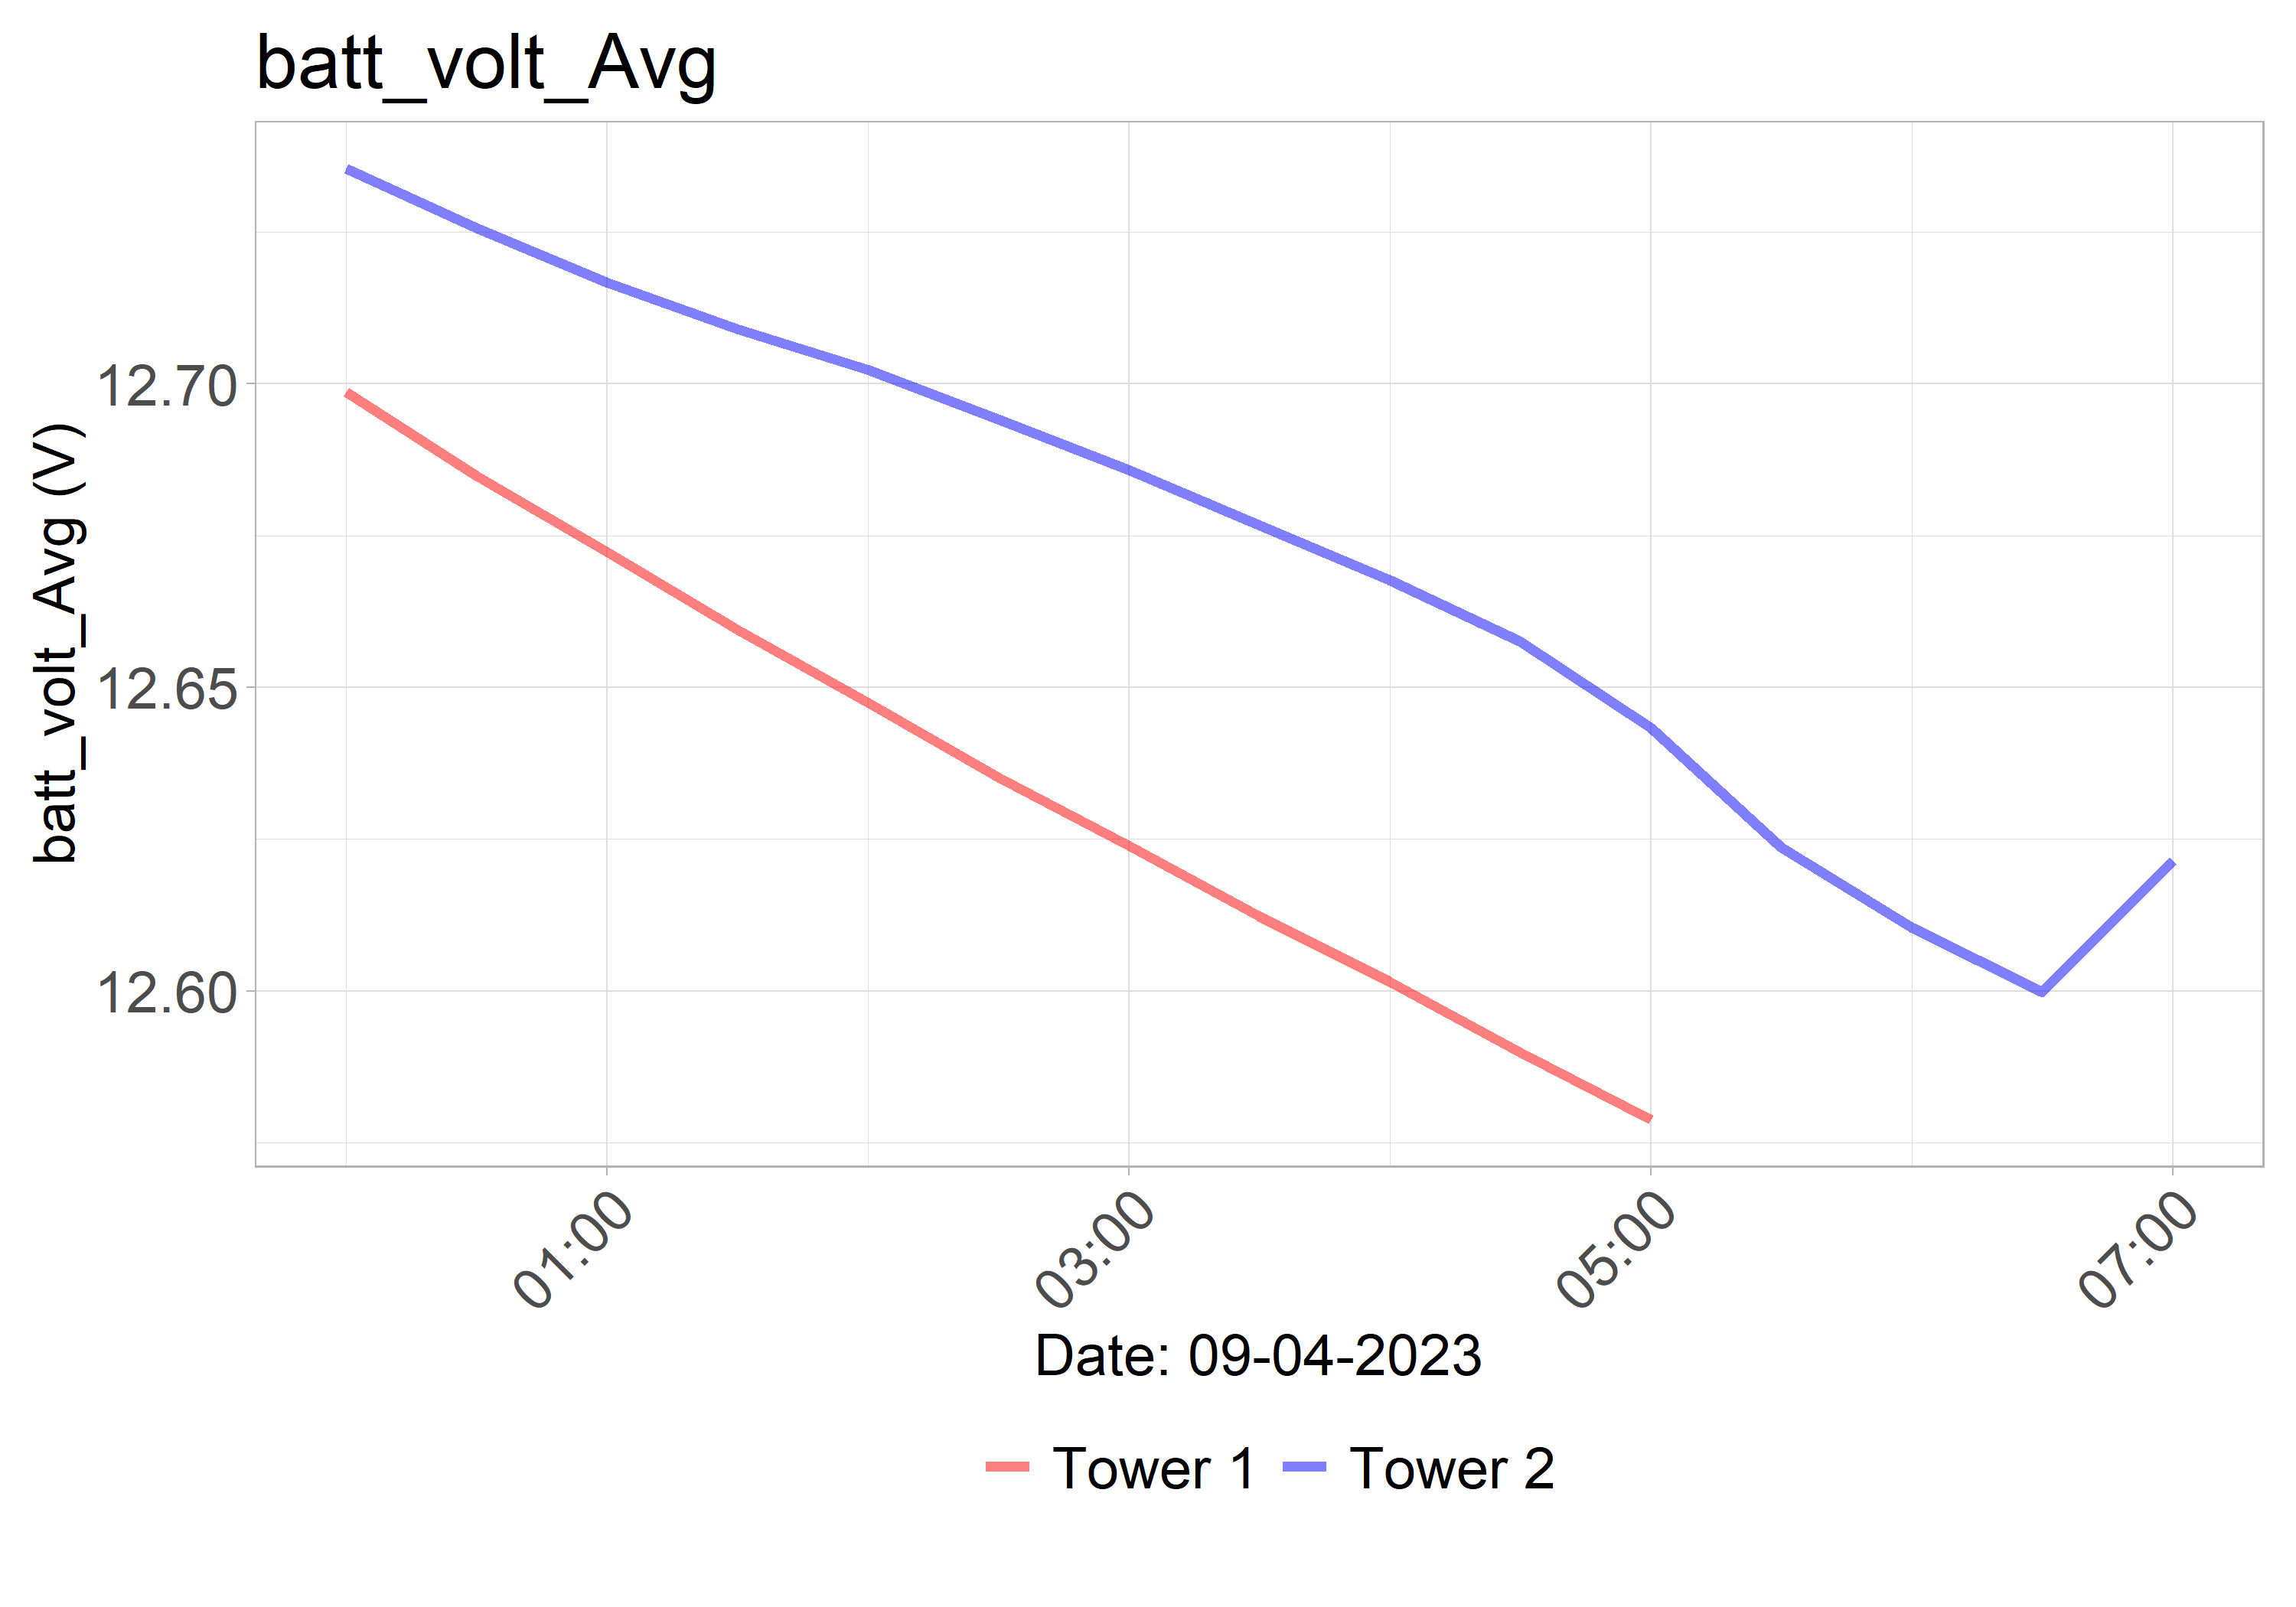 batt_volt_Avg
batt_volt_Avg (V)
12.70
12.65
12.60
01:00
03:00
05:00
07:00
Date: 09-04-2023
Tower 1
Tower 2